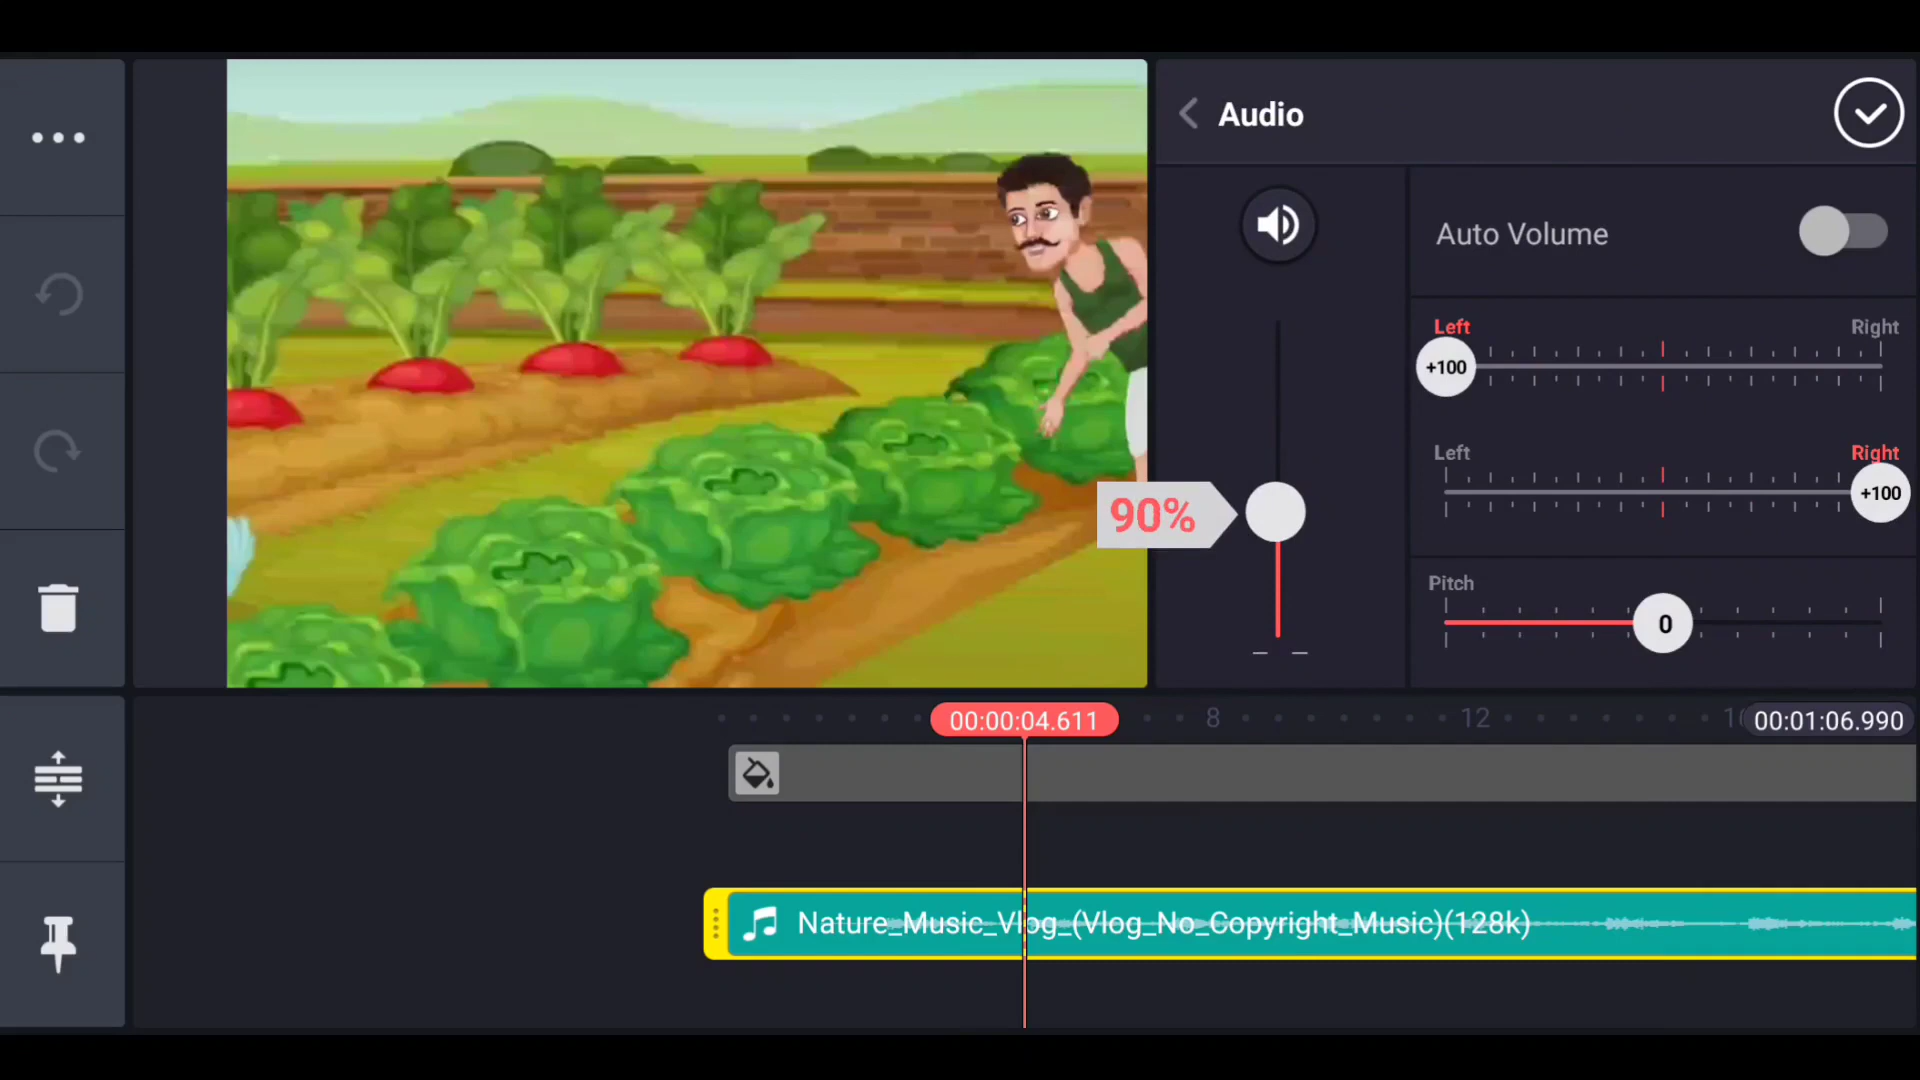 Audio
Auto Volume
Left Right
+100
Left Right
+100
90%
Pitch
0
00:00:04.611 8 12 00:01:06.990
Nature_Music_Vlog_(Vlog_No_Copyright_Music)(128k)